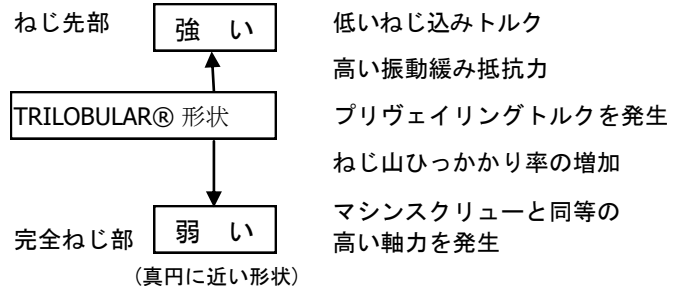 ねじ先部 強 い 低いねじ込みトルク
高い振動緩み抵抗力
TRILOBULAR® 形状 プリヴェイリングトルクを発生
ねじ山ひっかかり率の増加
完全ねじ部 弱 い マシンスクリューと同等の
高い軸力を発生
(真円に近い形状)